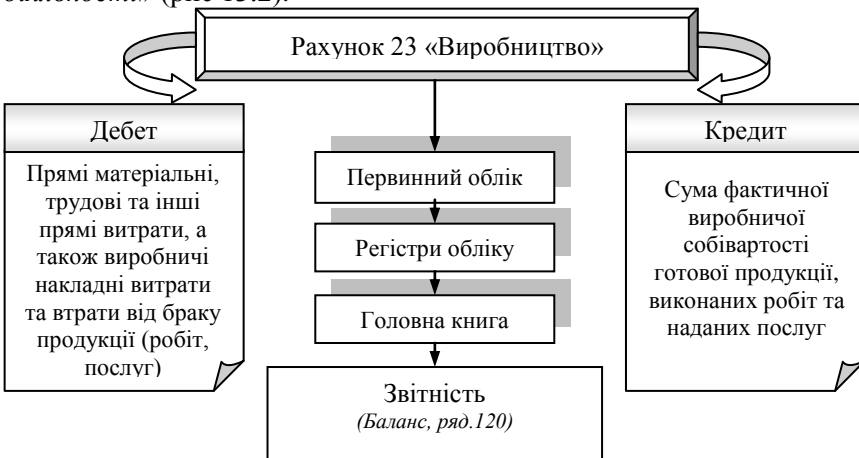 (рис 13.2).
Рахунок 23 «Виробництво»
Дебет
Прямі матеріальні,
трудові та інші
прямі витрати, а
також виробничі
накладні витрати
та втрати від браку
продукції (робіт,
послуг)
Первинний облік
Регістри обліку
Головна книга
Звітність
(Баланс, ряд.120)
Кредит
Сума фактичної
виробничої
собівартості
готової продукції,
виконаних робіт та
наданих послуг